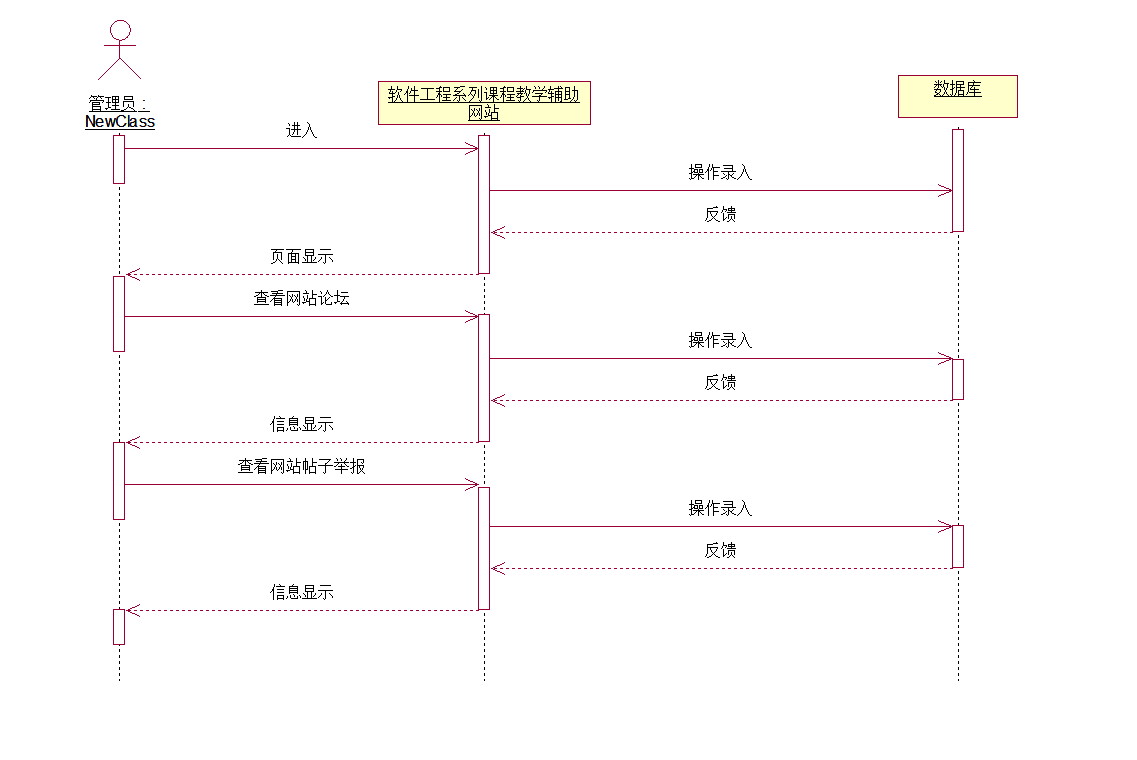 管理员：
NewClass
软件工程系列课程教学辅助
网站
数据库
进入
操作录入
反馈
页面显示
查看网站论坛
操作录入
反馈
信息显示
查看网站帖子举报
操作录入
反馈
信息显示